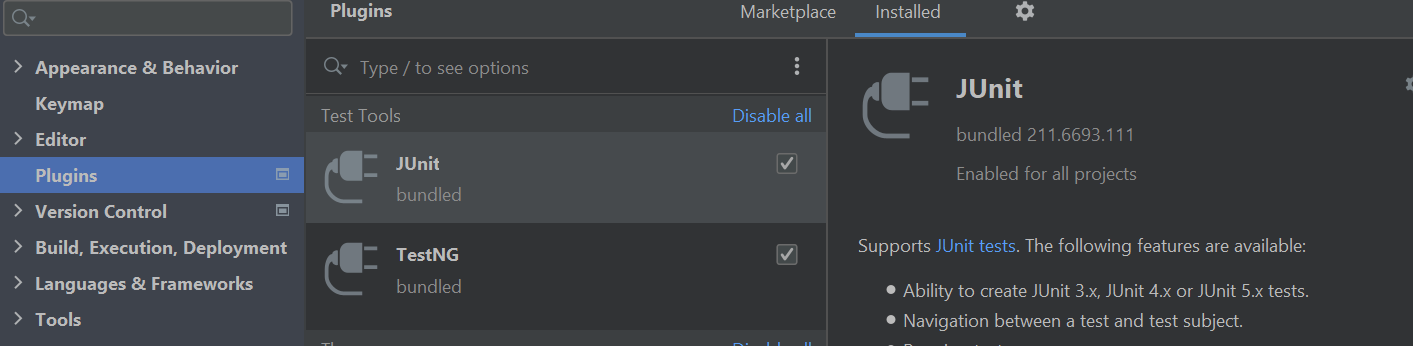 Plugins
Marketplace
Installed
Appearance & Behavior
Keymap
Editor
Plugins
Version Control
Build, Execution, Deployment
Languages & Frameworks
Tools
Type / to see options
Test Tools
Disable all
JUnit
bundled
TestNG
bundled
JUnit
bundled 211.6693.111
Enabled for all projects
Supports JUnit tests. The following features are available:
Ability to create JUnit 3.x, JUnit 4.x or JUnit 5.x tests.
Navigation between a test and test subject.